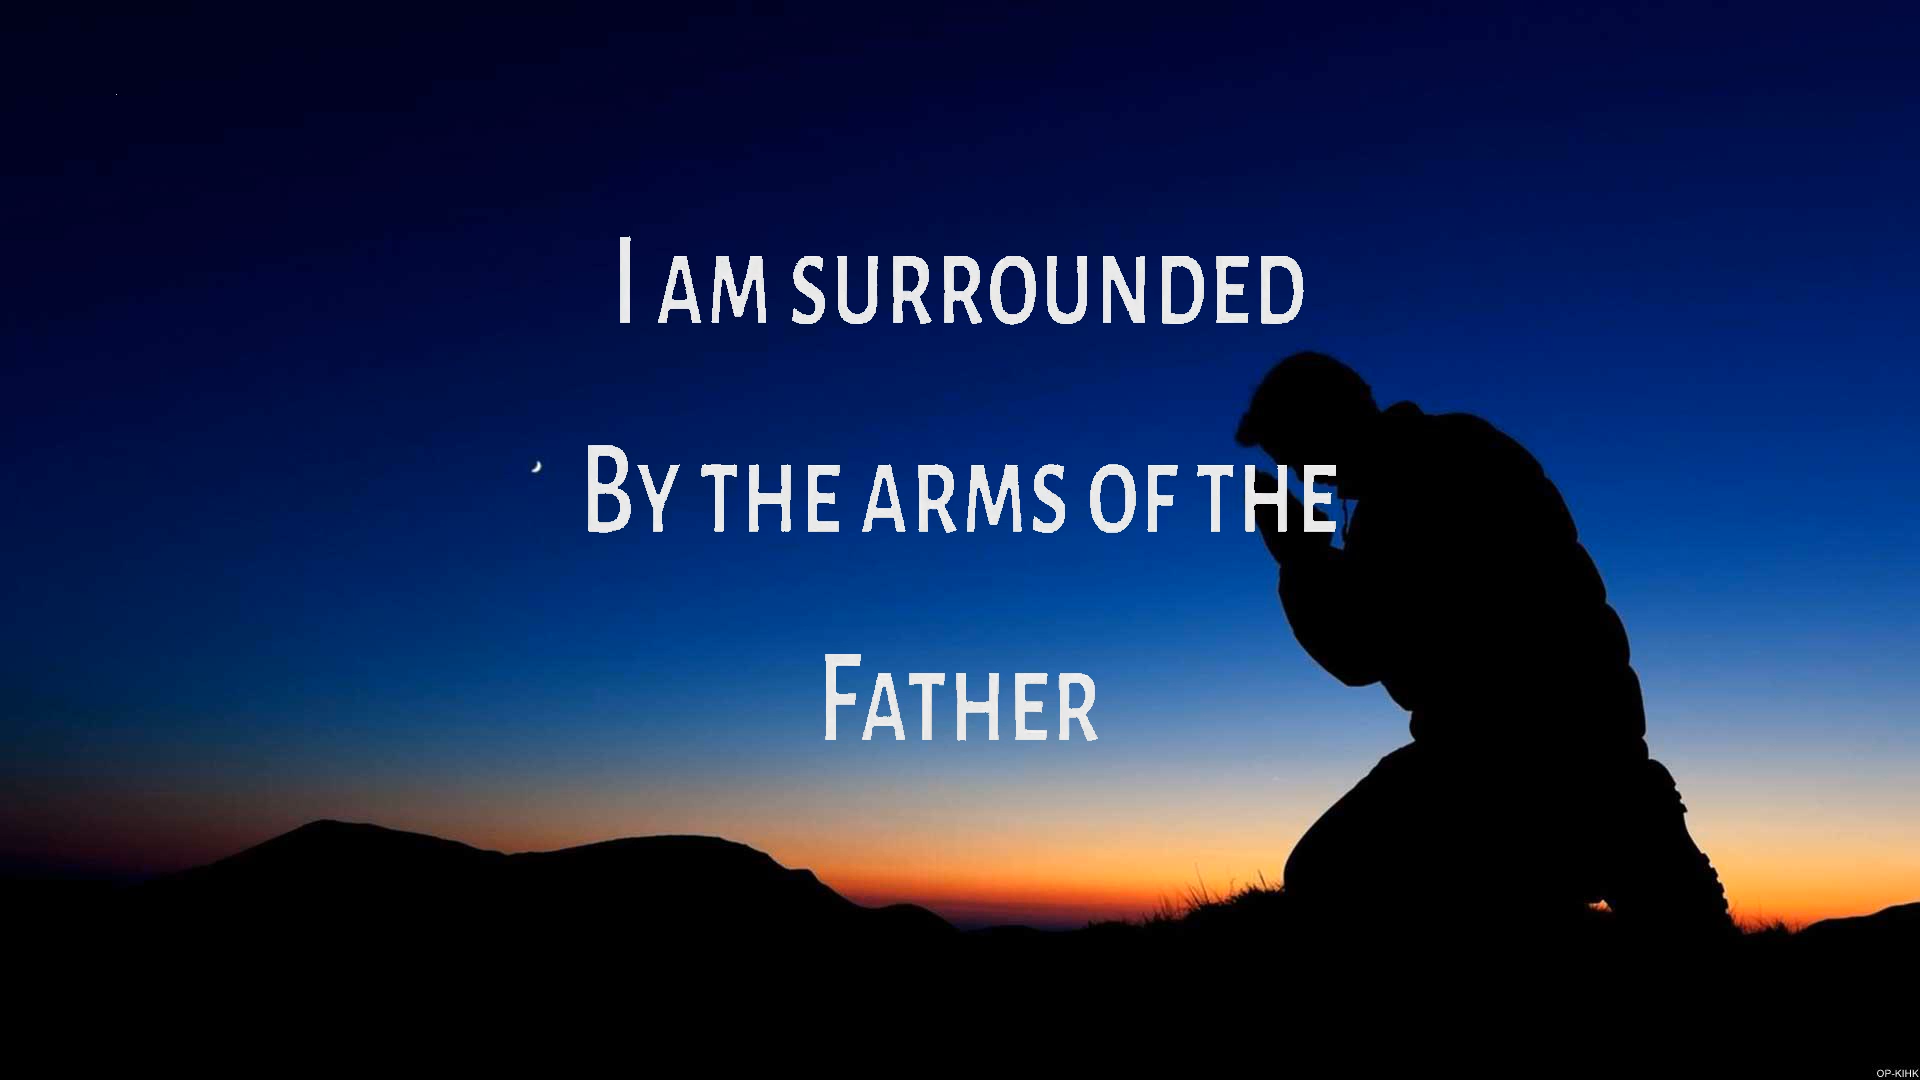 I am surrounded
By the arms of the
Father
OP-KIHK